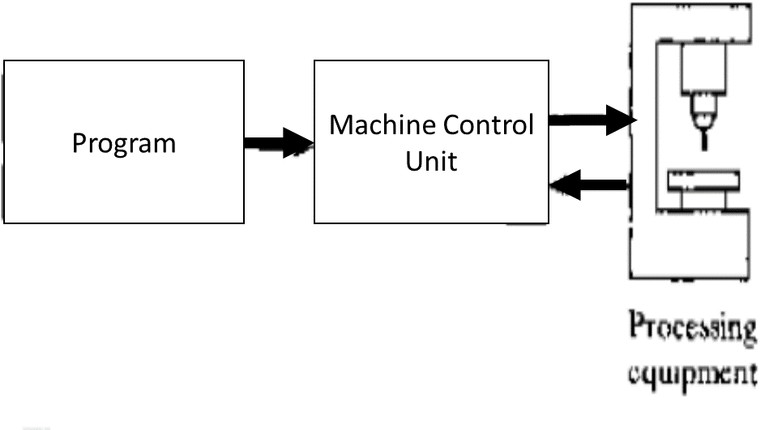 Program
Machine Control
Unit
Processing
equipment